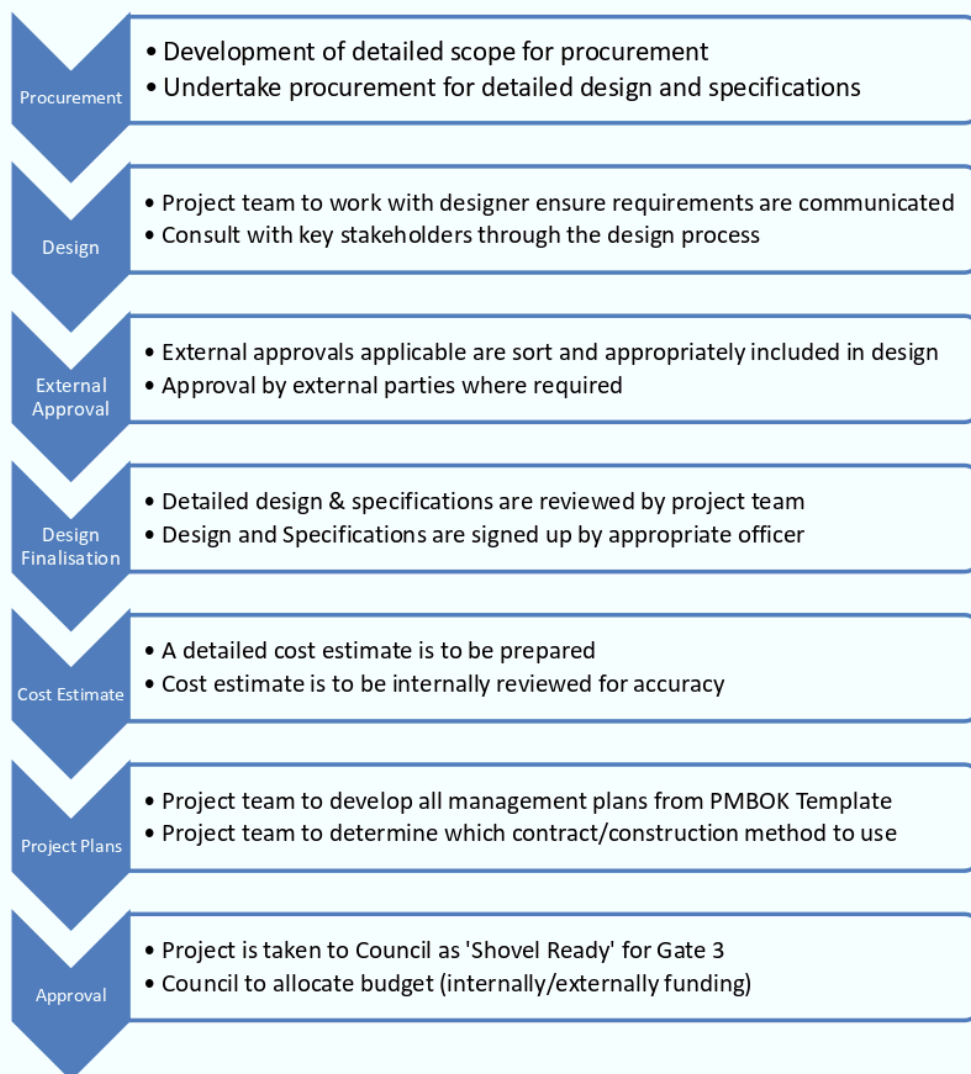 Procurement
• Development of detailed scope for procurement
• Undertake procurement for detailed design and specifications
Design
• Project team to work with designer ensure requirements are communicated
• Consult with key stakeholders through the design process
External
Approval
• External approvals applicable are sort and appropriately included in design
• Approval by external parties where required
Design
Finalisation
• Detailed design & specifications are reviewed by project team
• Design and Specifications are signed up by appropriate officer
Cost Estimate
• A detailed cost estimate is to be prepared
• Cost estimate is to be internally reviewed for accuracy
Project Plans
• Project team to develop all management plans from PMBOK Template
• Project team to determine which contract/construction method to use
Approval
• Project is taken to Council as 'Shovel Ready' for Gate 3
• Council to allocate budget (internally/externally funding)